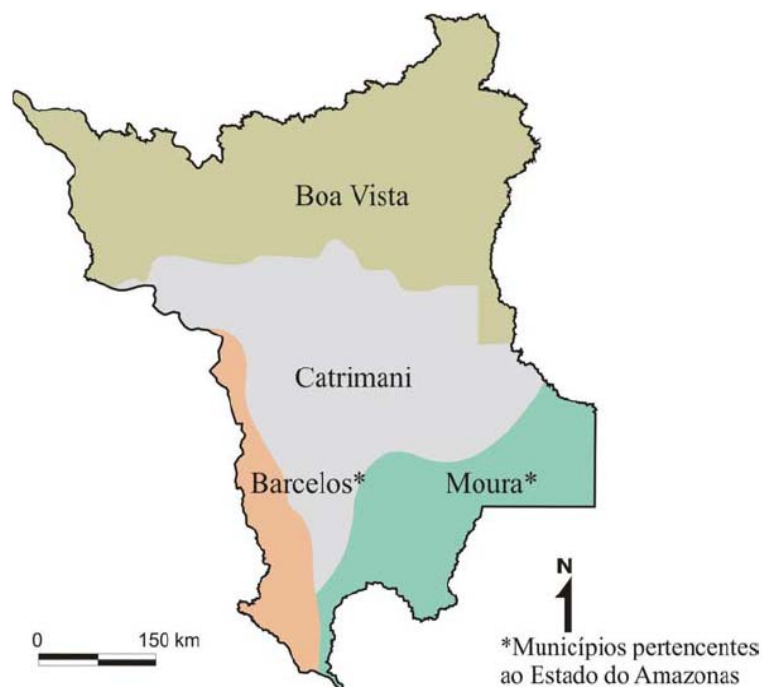 Boa Vista
Catrimani
Barcelos*
Moura*
N
0
150 km
*Municípios pertencentes
ao Estado do Amazonas